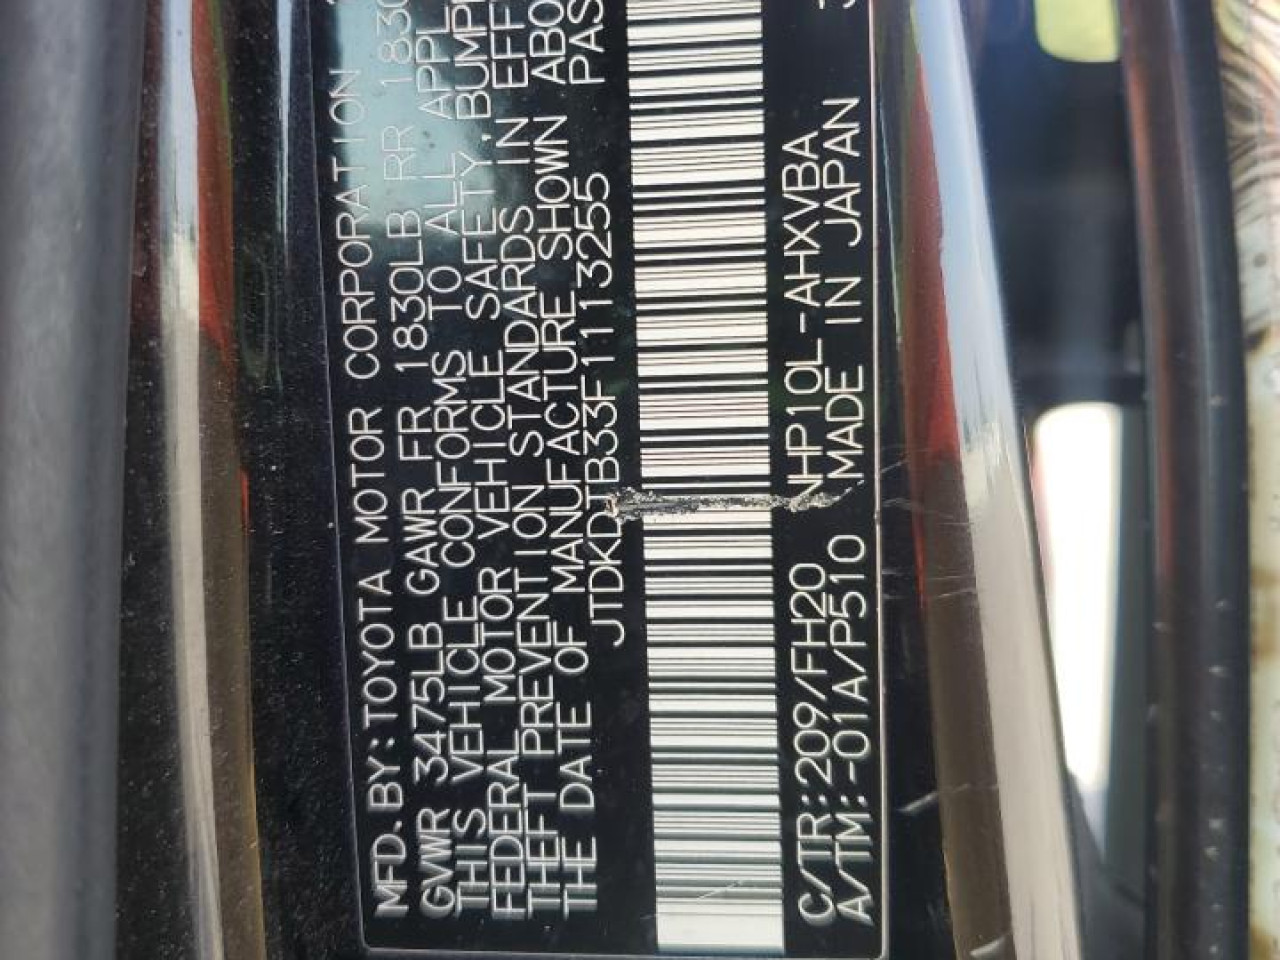 MFD. BY: TOYOTA MOTOR CORPORATION
GVWR 3475LB GAWR FR 1830LB RR 1830
THIS VEHICLE CONFORMS TO ALL APPL
FEDERAL MOTOR VEHICLE SAFETY, BUMP
THEFT PREVENTION STANDARDS IN EFF
THE DATE OF MANUFACTURE SHOWN ABO
JTDKDTB33F1113255 PAS
C/TR:209/FH20 NHP10L-AHXVBA
A/TM:-01A/P510 MADE IN JAPAN